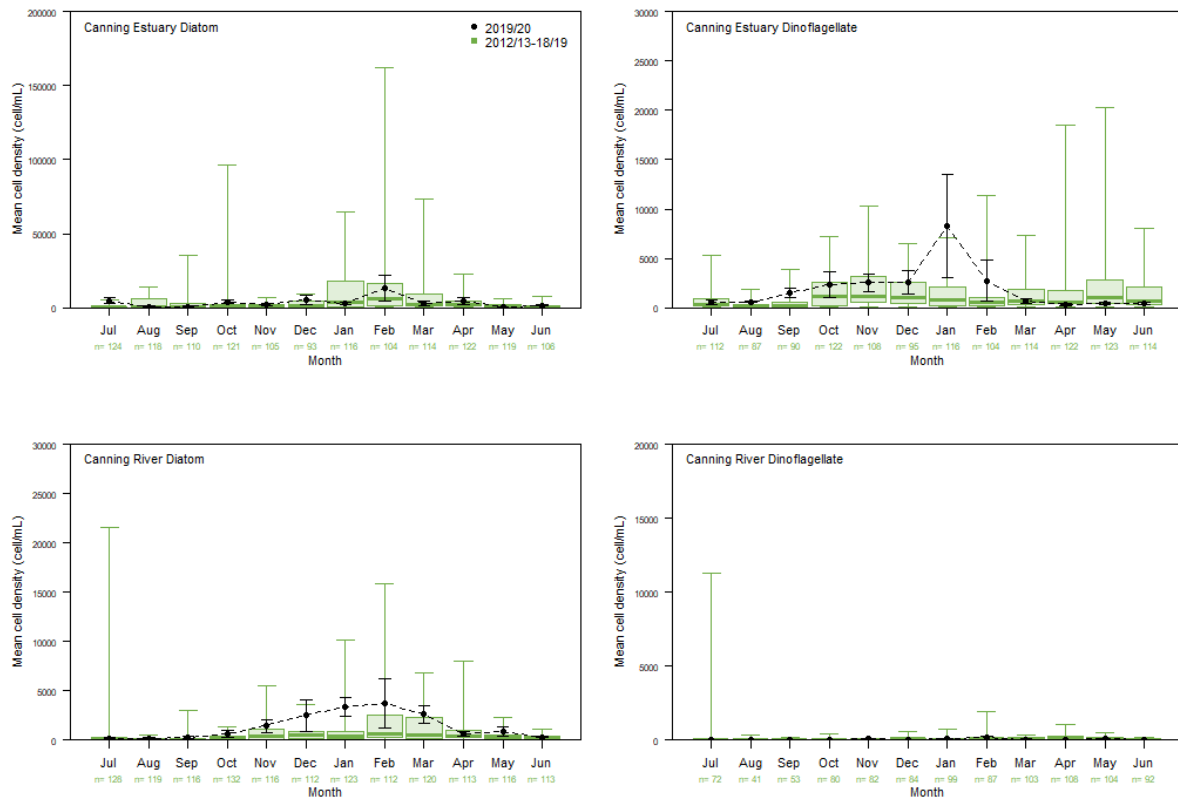 Canning Estuary Diatom
2019/20
2012/13-18/19
Mean cell density (cell/mL)
200000
150000
100000
50000
0
Jul Aug Sep Oct Nov Dec Jan Feb Mar Apr May Jun
n= 124 n= 118 n= 110 n= 121 n= 105 n= 93 n= 116 n= 104 n= 114 n= 122 n= 119 n= 106
Month
Canning Estuary Dinoflagellate
Mean cell density (cell/mL)
30000
25000
20000
15000
10000
5000
0
Jul Aug Sep Oct Nov Dec Jan Feb Mar Apr May Jun
n= 112 n= 87 n= 90 n= 122 n= 108 n= 95 n= 116 n= 104 n= 114 n= 122 n= 123 n= 114
Month
Canning River Diatom
Mean cell density (cell/mL)
30000
25000
20000
15000
10000
5000
0
Jul Aug Sep Oct Nov Dec Jan Feb Mar Apr May Jun
n= 128 n= 119 n= 116 n= 132 n= 116 n= 112 n= 123 n= 112 n= 120 n= 113 n= 116 n= 113
Month
Canning River Dinoflagellate
Mean cell density (cell/mL)
20000
15000
10000
5000
0
Jul Aug Sep Oct Nov Dec Jan Feb Mar Apr May Jun
n= 72 n= 41 n= 53 n= 80 n= 82 n= 84 n= 99 n= 87 n= 103 n= 108 n= 104 n= 92
Month